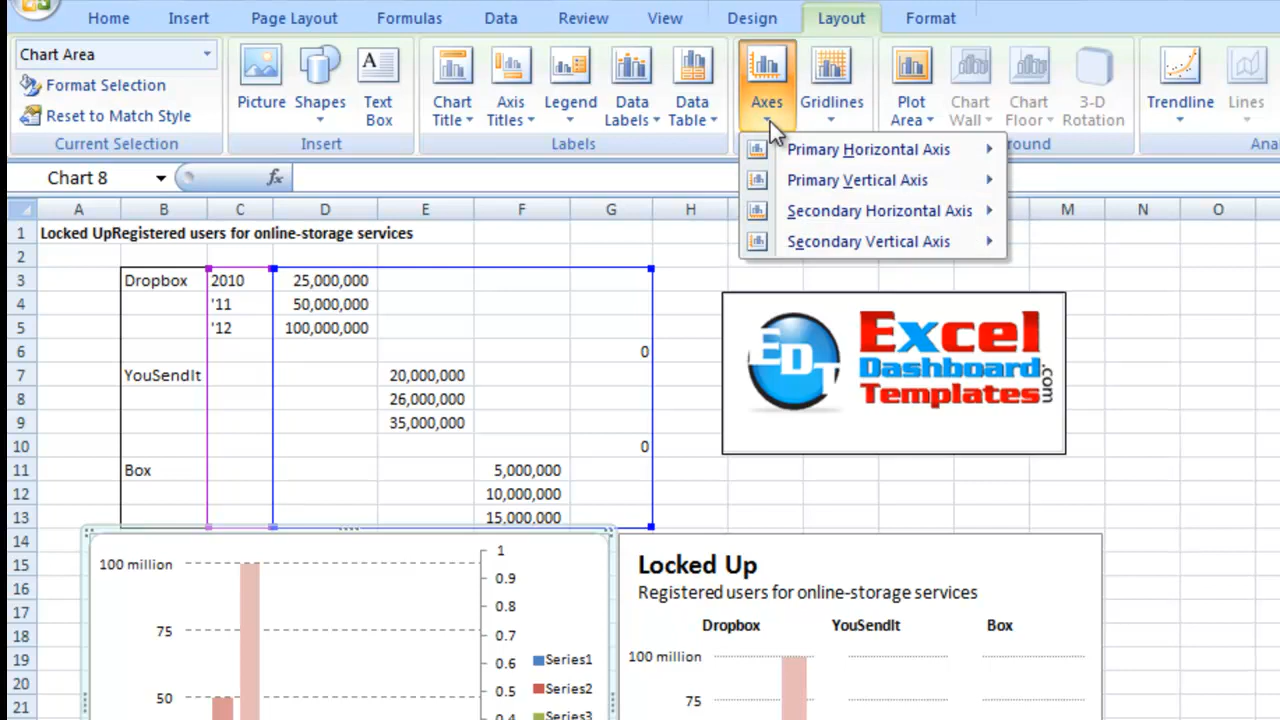 Home Insert Page Layout Formulas Data Review View Design Layout Format
Chart Area
Format Selection
Reset to Match Style
Current Selection
Picture Shapes Text Box
Insert
Chart Title Axis Titles Legend Data Labels Data Table
Labels
Axes Gridlines
Plot Area Chart Wall Chart Floor 3-D Rotation
Trendline Lines
Primary Horizontal Axis
Primary Vertical Axis
Secondary Horizontal Axis
Secondary Vertical Axis
Chart 8 fx
A B C D E F G H M N O
1 Locked UpRegistered users for online-storage services
2
3 Dropbox 2010 25,000,000
4 '11 50,000,000
5 '12 100,000,000
6 0
7 YouSendIt 20,000,000
8 26,000,000
9 35,000,000
10 0
11 Box 5,000,000
12 10,000,000
13 15,000,000
14
15
16
17
18
19
20
21
EDT
Excel
Dashboard
Templates
.com
100 million
75
50
1
0.9
0.8
0.7
0.6
0.5
0.4
Series1
Series2
Series3
Locked Up
Registered users for online-storage services
Dropbox YouSendIt Box
100 million
75